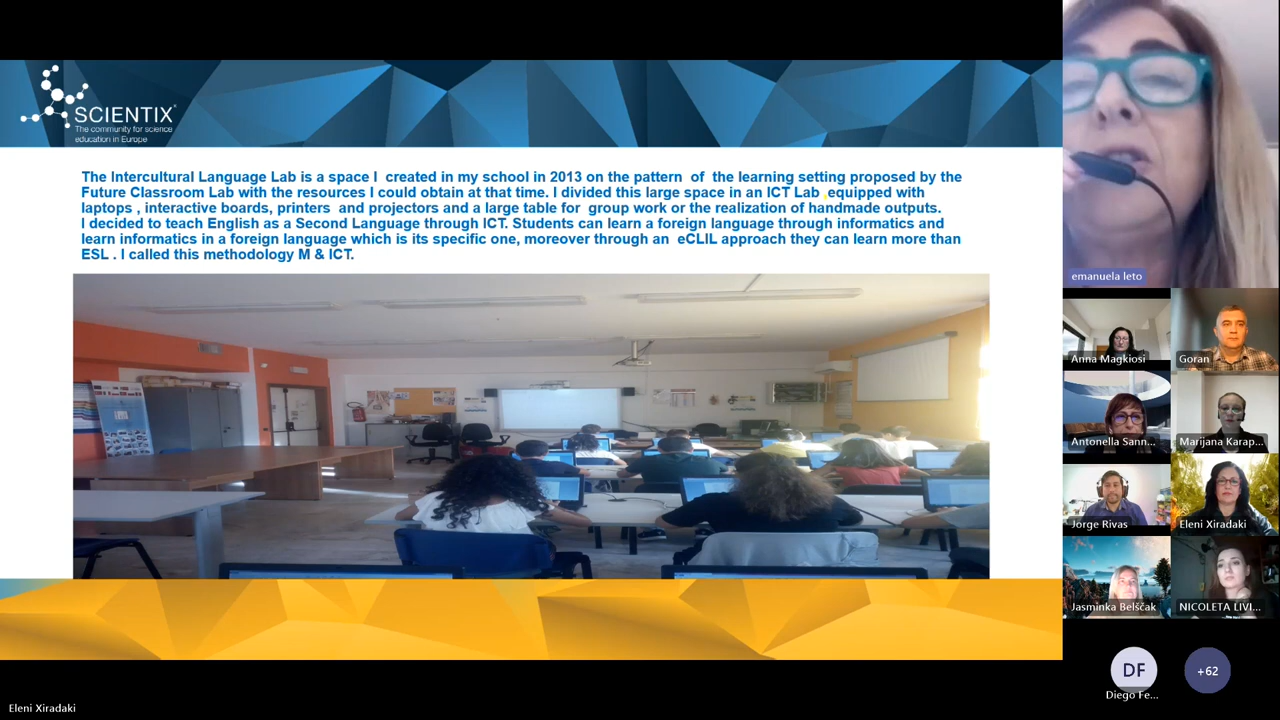 SCIENTIX
The community for science
education in Europe
The Intercultural Language Lab is a space I created in my school in 2013 on the pattern of the learning setting proposed by the
Future Classroom Lab with the resources I could obtain at that time. I divided this large space in an ICT Lab equipped with
laptops , interactive boards, printers and projectors and a large table for group work or the realization of handmade outputs.
I decided to teach English as a Second Language through ICT. Students can learn a foreign language through informatics and
learn informatics in a foreign language which is its specific one, moreover through an eCLIL approach they can learn more than
ESL . I called this methodology M & ICT.
emanuela leto
Anna Magkiosi
Goran
Antonella Sann...
Marijana Karap...
Jorge Rivas
Eleni Xiradaki
Jasminka Belščak
NICOLETA LIVI...
DF
+62
Diego Fe...
Eleni Xiradaki